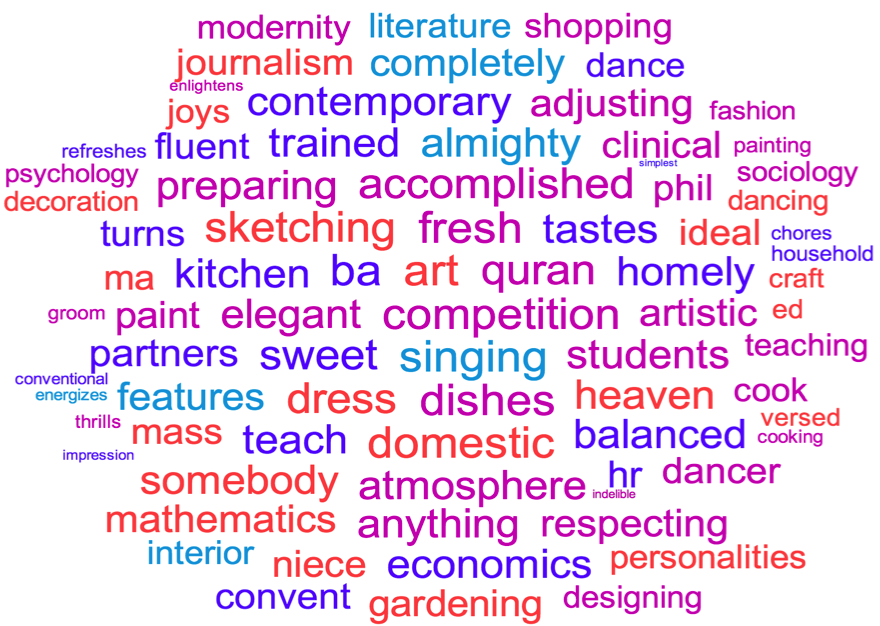 modernity literature shopping
journalism completely dance
enlightens
joys contemporary adjusting fashion
refreshes fluent trained almighty clinical painting
simplest
psychology preparing accomplished phil sociology
decoration dancing
turns sketching fresh tastes ideal chores
household
ma kitchen ba art quran homely craft
groom paint elegant competition artistic ed
partners sweet singing students teaching
conventional
energizes features dress dishes heaven cook
thrills mass teach domestic balanced versed
cooking
impression
somebody atmosphere hr dancer
indelible
mathematics anything respecting
interior niece economics personalities
convent gardening designing